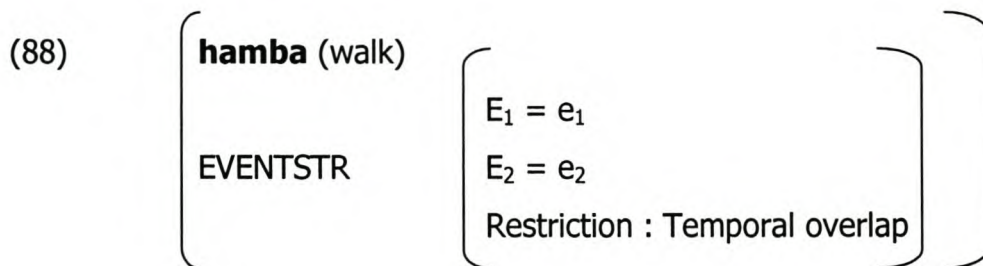 (88) hamba (walk)
E₁ = e₁
EVENTSTR E₂ = e₂
Restriction : Temporal overlap